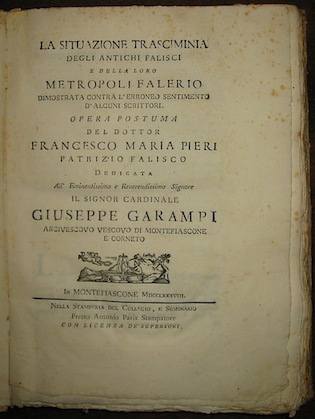 LA SITUAZIONE TRASCIMINIA
DEGLI ANTICHI FALISCI
E DELLA LORO
METROPOLI FALERIO
DIMOSTRATA CONTRA L'ERRONEO SENTIMENTO
D'ALCUNI SCRITTORI.
OPERA POSTUMA
DEL DOTTOR
FRANCESCO MARIA PIERI
PATRIZIO FALISCO
DEDICATA
All' Eminentissimo e Reverendissimo Signore
IL SIGNOR CARDINALE
GIUSEPPE GARAMPI
ARCIVESCOVO VESCOVO DI MONTEFIASCONE
E CORNETO
IN MONTEFIASCONE MDCCLXXXVIII.
NELLA STAMPERIA DEL COLLEGIO, E SEMINARIO
Presso Antonio Paris Stampatore
CON LICENZA DE' SUPERIORI.